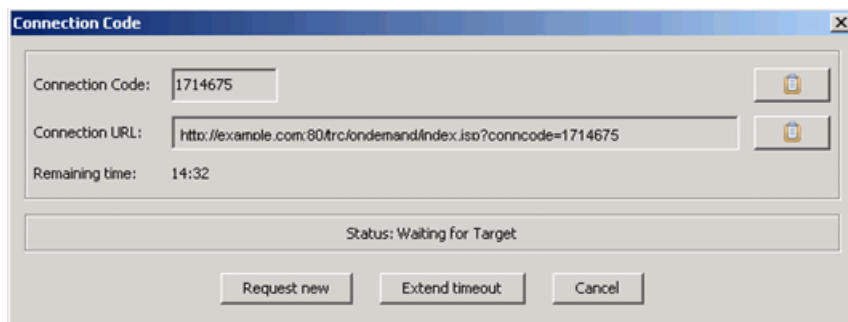 Connection Code
Connection Code: 1714675
Connection URL: http://example.com:80/trc/ondemand/index.jsp?conncode=1714675
Remaining time: 14:32
Status: Waiting for Target
Request new Extend timeout Cancel